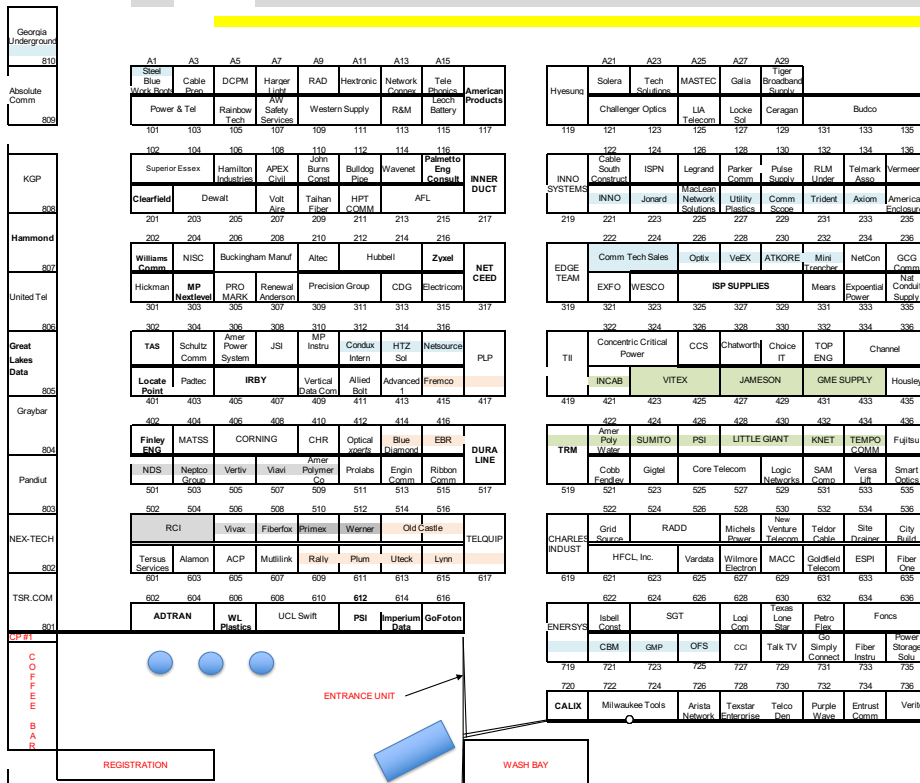 Georgia
Underground
810
Absolute
Comm
809
KGP
808
Hammond
807
United Tel
806
Great
Lakes
Data
805
Graybar
804
Pandiut
803
NEX-TECH
802
TSR.COM
801
CP #1
COFFEE BAR
A1 A3 A5 A7 A9 A11 A13 A15
Steel Blue Work Boots
Cable Prep
DCPM
Harger Light
RAD
Hextronic
Network Connex
Tele Phonics
American Products
Power & Tel
Rainbow Tech
AW Safety Services
Western Supply
R&M
Leoch Battery
101 103 105 107 109 111 113 115 117
102 104 106 108 110 112 114 116
Superior Essex
Hamilton Industries
APEX Civil
John Burns Const
Bulldog Pipe
Wavenet
Palmetto Eng Consult
INNER DUCT
Clearfield
Dewalt
Volt Aire
Taihan Fiber
HPT COMM
AFL
201 203 205 207 209 211 213 215 217
202 204 206 208 210 212 214 216
Williams Comm
NISC
Buckingham Manuf
Altec
Hubbell
Zyxel
NET CEED
Hickman
MP Nextlevel
PRO MARK
Renewal Anderson
Precision Group
CDG
Electricom
301 303 305 307 309 311 313 315 317
302 304 306 308 310 312 314 316
TAS
Schultz Comm
Amer Power System
JSI
MP Instru
Condux Intern
HTZ Sol
Netsource
PLP
Locate Point
Padtec
IRBY
Vertical Data Com
Allied Bolt
Advanced 1
Fremco
401 403 405 407 409 411 413 415 417
402 404 406 408 410 412 414 416
Finley ENG
MATSS
CORNING
CHR
Optical xperts
Blue Diamond
EBR
DURA LINE
NDS
Neptco Group
Vertiv
Viavi
Amer Polymer Co
Prolabs
Engin Comm
Ribbon Comm
501 503 505 507 509 511 513 515 517
502 504 506 508 510 512 514 516
RCI
Vivax
Fiberfox
Primex
Werner
Old Castle
TELQUIP
Tersus Services
Alamon
ACP
Mutlilink
Rally
Plum
Uteck
Lynn
601 603 605 607 609 611 613 615 617
602 604 606 608 610 612 614 616
ADTRAN
WL Plastics
UCL Swift
PSI
Imperium Data
GoFoton
A21 A23 A25 A27 A29
Hyesung
Solera
Tech Solutions
MASTEC
Galia
Tiger Broadband Supply
Challenger Optics
LIA Telecom
Locke Sol
Ceragan
Budco
119 121 123 125 127 129 131 133 135
122 124 126 128 130 132 134 136
INNO SYSTEMS
Cable South Construct
ISPN
Legrand
Parker Comm
Pulse Supply
RLM Under
Telmark Asso
Vermeer
INNO
Jonard
MacLean Network Solutions
Utility Plastics
Comm Scope
Trident
Axiom
America Enclosure
219 221 223 225 227 229 231 233 235
222 224 226 228 230 232 234 236
EDGE TEAM
Comm Tech Sales
Optix
VeEX
ATKORE
Mini Trencher
NetCon
GCG Comm
EXFO
WESCO
ISP SUPPLIES
Mears
Expoential Power
Nat Conduit Supply
319 321 323 325 327 329 331 333 335
322 324 326 328 330 332 334 336
TII
Concentric Critical Power
CCS
Chatworth
Choice IT
TOP ENG
Channel
INCAB
VITEX
JAMESON
GME SUPPLY
Housley
419 421 423 425 427 429 431 433 435
422 424 426 428 430 432 434 436
TRM
Amer Poly Water
SUMITO
PSI
LITTLE GIANT
KNET
TEMPO COMM
Fujitsu
Cobb Fendley
Gigtel
Core Telecom
Logic Networks
SAM Comp
Versa Lift
Smart Optics
519 521 523 525 527 529 531 533 535
522 524 526 528 530 532 534 536
CHARLES INDUST
Grid Source
RADD
Michels Power
New Venture Telecom
Teldor Cable
Site Drainer
City Build
HFCL, Inc.
Vardata
Wilmore Electron
MACC
Goldfield Telecom
ESPI
Fiber One
619 621 623 625 627 629 631 633 635
622 624 626 628 630 632 634 636
ENERSYS
Isbell Const
SGT
Logi Com
Texas Lone Star
Petro Flex
Foncs
CBM
GMP
OFS
CCI
Talk TV
Go Simply Connect
Fiber Instru
Power Storage Solu
719 721 723 725 727 729 731 733 735
720 722 724 726 728 730 732 734 736
CALIX
Milwaukee Tools
Arista Network
Texstar Enterprise
Telco Den
Purple Wave
Entrust Comm
Verit
ENTRANCE UNIT
REGISTRATION
WASH BAY